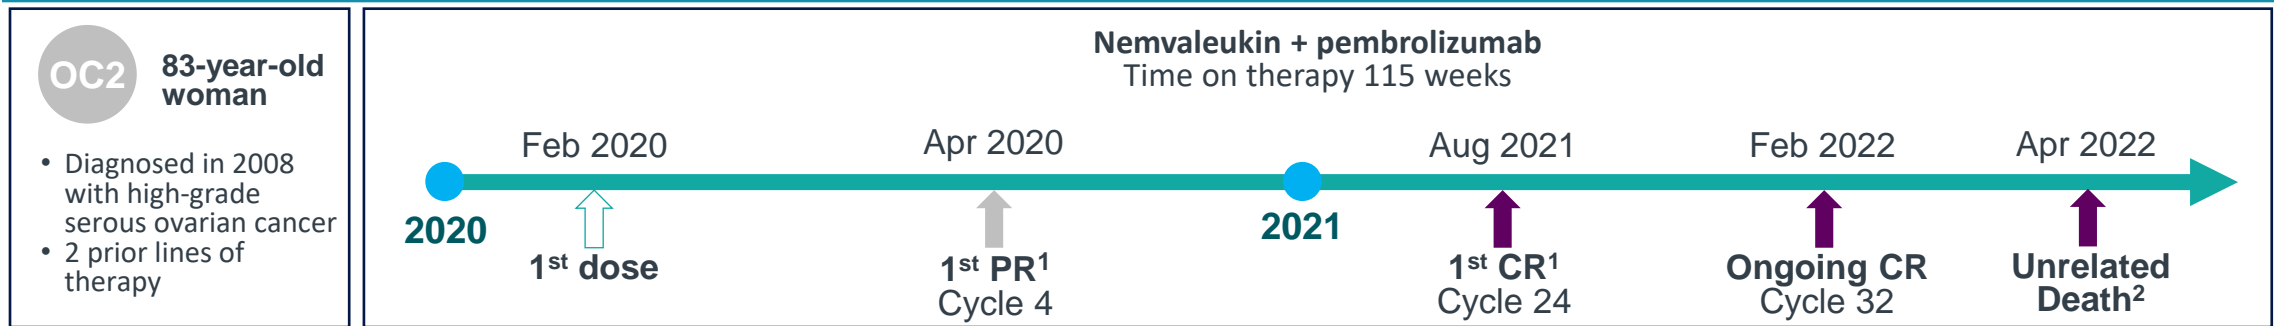 OC2
83-year-old
woman
• Diagnosed in 2008
with high-grade
serous ovarian cancer
• 2 prior lines of
therapy
Nemvaleukin + pembrolizumab
Time on therapy 115 weeks
Feb 2020
Apr 2020
Aug 2021
Feb 2022
Apr 2022
2020
2021
1st dose
1st PR1
Cycle 4
1st CR1
Cycle 24
Ongoing CR
Cycle 32
Unrelated
Death2